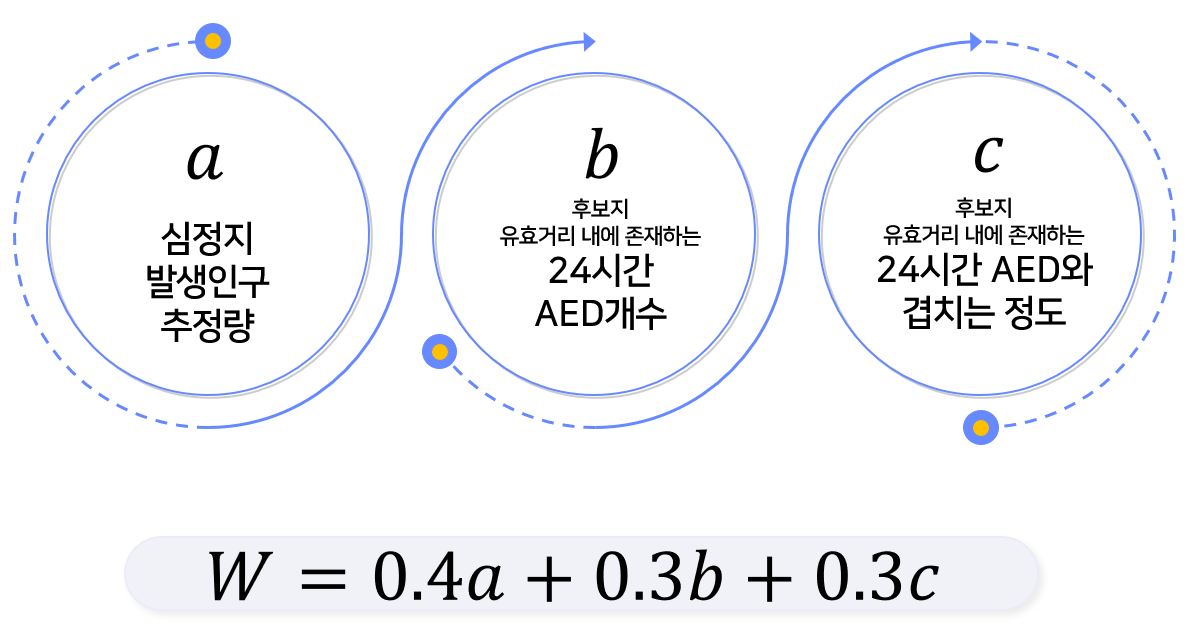 a
심정지
발생인구
추정량
b
후보지
유효거리 내에 존재하는
24시간
AED개수
c
후보지
유효거리 내에 존재하는
24시간 AED와
겹치는 정도
W = 0.4a + 0.3b + 0.3c